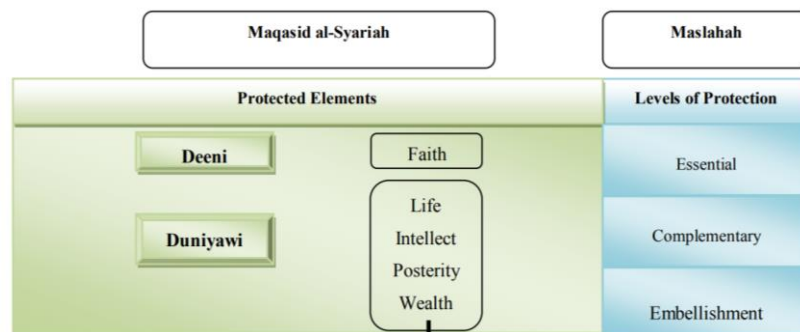 Maqasid al-Syariah
Maslahah
Protected Elements
Levels of Protection
Deeni
Faith
Essential
Duniyawi
Life
Intellect
Posterity
Wealth
Complementary
Embellishment